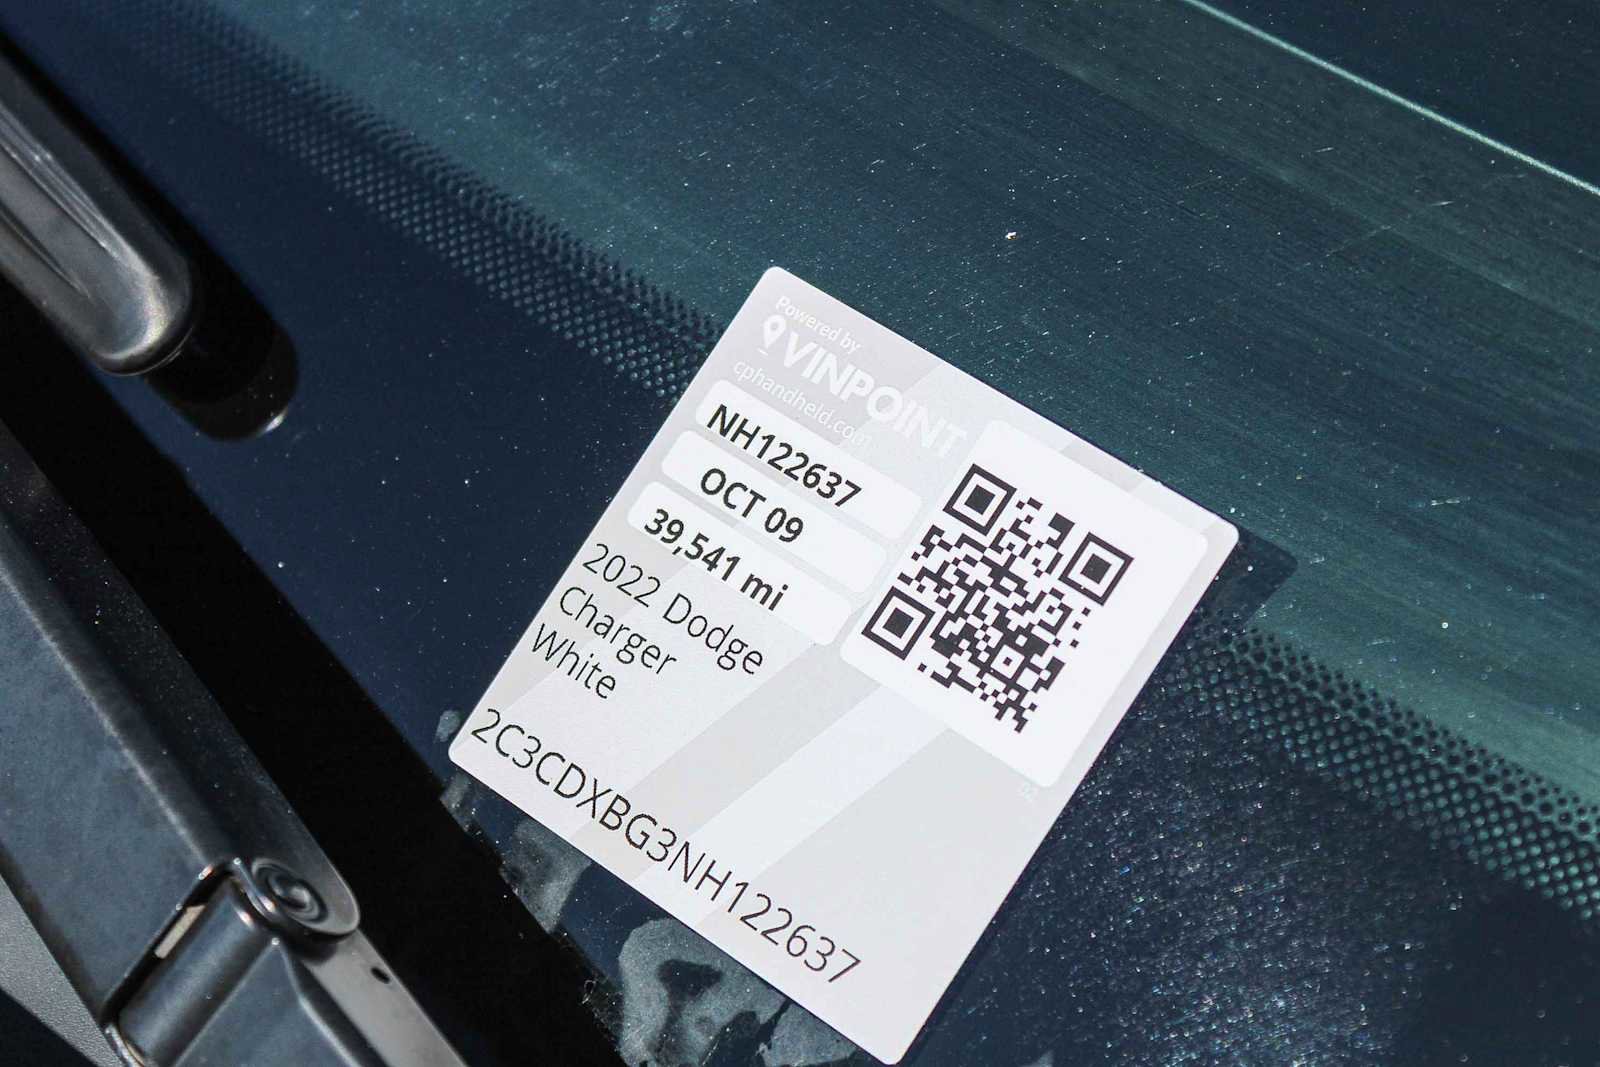 Powered by
VINPOINT
cphandheld.com
NH122637
OCT 09
39,541 mi
2022 Dodge
Charger
White
2C3CDXBG3NH122637